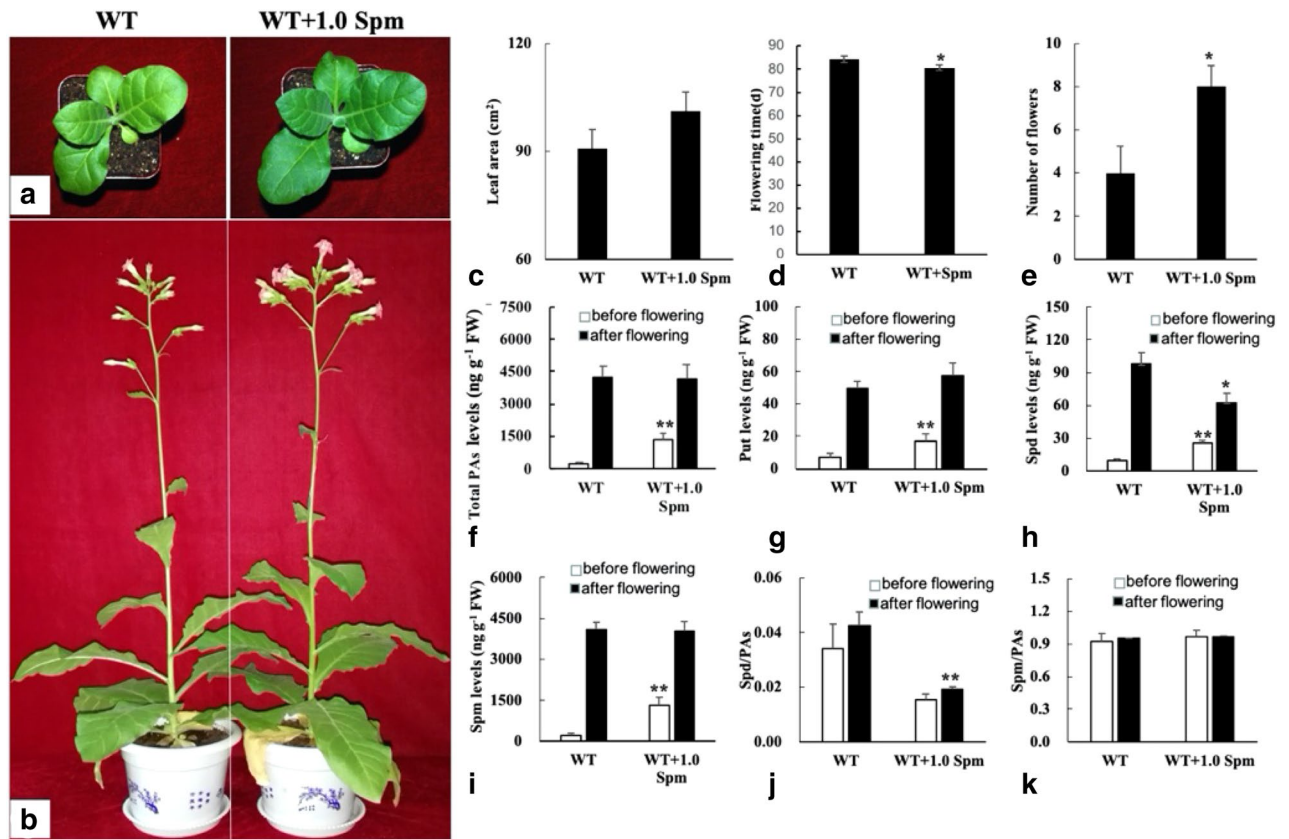 WT
WT+1.0 Spm
a
b
120
90
60
Leaf area (cm²)
WT
WT+1.0 Spm
c
90
80
70
60
50
40
30
20
10
0
Flowering time(d)
*
WT
WT+Spm
d
10
8
6
4
2
0
Number of flowers
*
WT
WT+1.0 Spm
e
7500
6000
4500
3000
1500
0
Total PAs levels (ng g⁻¹ FW)
before flowering
after flowering
**
WT
WT+1.0
Spm
f
100
80
60
40
20
0
Put levels (ng g⁻¹ FW)
before flowering
after flowering
**
WT
WT+1.0 Spm
g
150
120
90
60
30
0
Spd levels (ng g⁻¹ FW)
before flowering
after flowering
**
*
WT
WT+1.0
Spm
h
6000
4500
3000
1500
0
Spm levels (ng g⁻¹ FW)
before flowering
after flowering
**
WT
WT+1.0
Spm
i
0.06
0.04
0.02
0.00
Spd/PAs
before flowering
after flowering
**
WT
WT+1.0 Spm
j
1.5
1.2
0.9
0.6
0.3
0.0
Spm/PAs
before flowering
after flowering
WT
WT+1.0 Spm
k